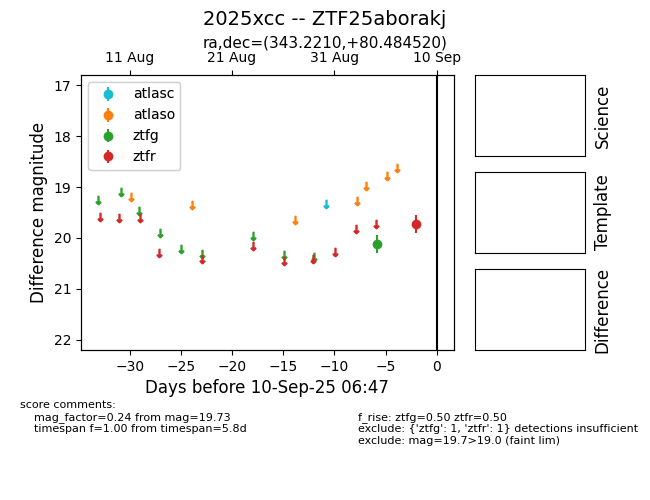 2025xcc -- ZTF25aborakj
ra,dec=(343.2210,+80.484520)
11 Aug
21 Aug
31 Aug
10 Sep
atlasc
atlaso
ztfg
ztfr
17
18
19
20
21
22
Difference magnitude
−30
−25
−20
−15
−10
−5
0
Days before 10-Sep-25 06:47
Science
Template
Difference
score comments:
mag_factor=0.24 from mag=19.73
timespan f=1.00 from timespan=5.8d
f_rise: ztfg=0.50 ztfr=0.50
exclude: {'ztfg': 1, 'ztfr': 1} detections insufficient
exclude: mag=19.7>19.0 (faint lim)